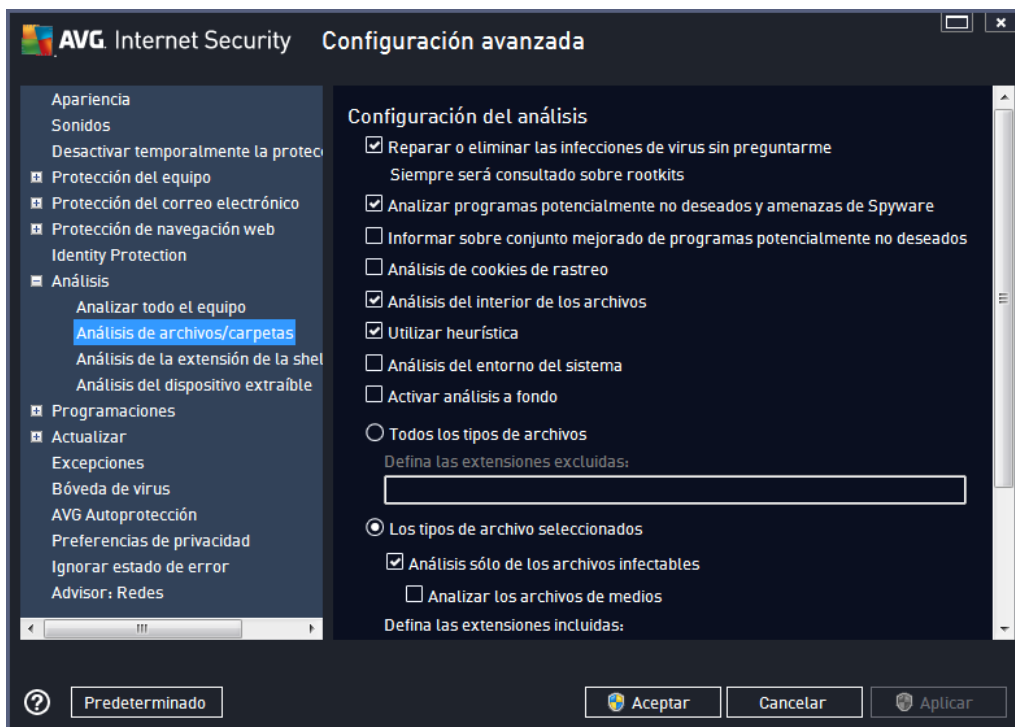 AVG. Internet Security Configuración avanzada
Apariencia
Sonidos
Desactivar temporalmente la protec
Protección del equipo
Protección del correo electrónico
Protección de navegación web
Identity Protection
Análisis
Analizar todo el equipo
Análisis de archivos/carpetas
Análisis de la extensión de la shel
Análisis del dispositivo extraíble
Programaciones
Actualizar
Excepciones
Bóveda de virus
AVG Autoprotección
Preferencias de privacidad
Ignorar estado de error
Advisor: Redes
Configuración del análisis
Reparar o eliminar las infecciones de virus sin preguntarme
Siempre será consultado sobre rootkits
Analizar programas potencialmente no deseados y amenazas de Spyware
Informar sobre conjunto mejorado de programas potencialmente no deseados
Análisis de cookies de rastreo
Análisis del interior de los archivos
Utilizar heurística
Análisis del entorno del sistema
Activar análisis a fondo
Todos los tipos de archivos
Defina las extensiones excluidas:
Los tipos de archivo seleccionados
Análisis sólo de los archivos infectables
Analizar los archivos de medios
Defina las extensiones incluidas:
Predeterminado
Aceptar
Cancelar
Aplicar